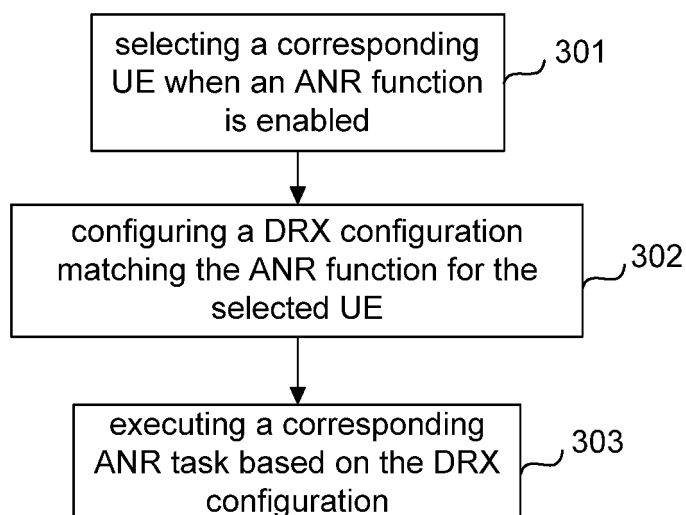 selecting a corresponding
UE when an ANR function
is enabled
301
configuring a DRX configuration
matching the ANR function for the
selected UE
302
executing a corresponding
ANR task based on the DRX
configuration
303